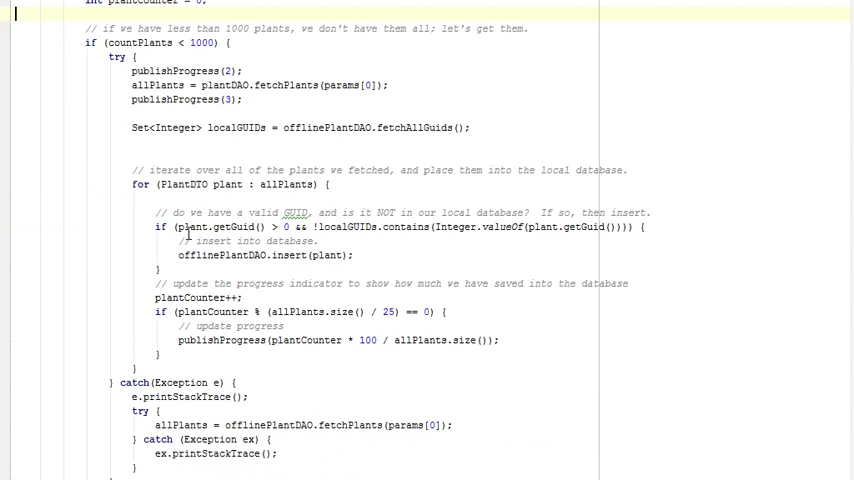 int plantCounter = 0;
// if we have less than 1000 plants, we don't have them all; let's get them.
if (countPlants < 1000) {
try {
publishProgress(2);
allPlants = plantDAO.fetchPlants(params[0]);
publishProgress(3);
Set<Integer> localGUIDs = offlinePlantDAO.fetchAllGuids();
// iterate over all of the plants we fetched, and place them into the local database.
for (PlantDTO plant : allPlants) {
// do we have a valid GUID, and is it NOT in our local database?  If so, then insert.
if (plant.getGuid() > 0 && !localGUIDs.contains(Integer.valueOf(plant.getGuid()))) {
// insert into database.
offlinePlantDAO.insert(plant);
}
// update the progress indicator to show how much we have saved into the database
plantCounter++;
if (plantCounter % (allPlants.size() / 25) == 0) {
// update progress
publishProgress(plantCounter * 100 / allPlants.size());
}
}
} catch(Exception e) {
e.printStackTrace();
try {
allPlants = offlinePlantDAO.fetchPlants(params[0]);
} catch (Exception ex) {
ex.printStackTrace();
}